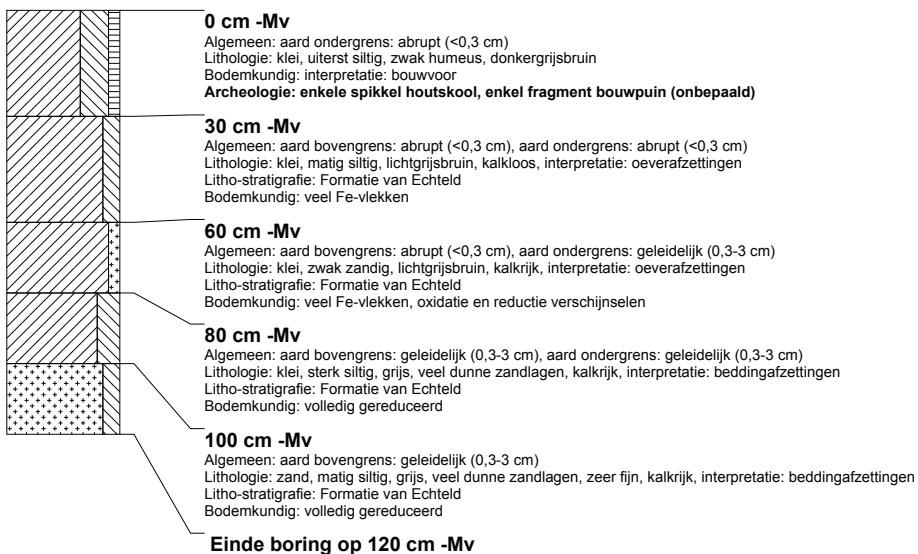 0 cm -Mv
Algemeen: aard ondergrens: abrupt (<0,3 cm)
Lithologie: klei, uiterst siltig, zwak humeus, donkergrijsbruin
Bodemkundig: interpretatie: bouwvoor
Archeologie: enkele spikkel houtskool, enkel fragment bouwpuin (onbepaald)
30 cm -Mv
Algemeen: aard bovengrens: abrupt (<0,3 cm), aard ondergrens: abrupt (<0,3 cm)
Lithologie: klei, matig siltig, lichtgrijsbruin, kalkloos, interpretatie: oeverafzettingen
Litho-stratigrafie: Formatie van Echteld
Bodemkundig: veel Fe-vlekken
60 cm -Mv
Algemeen: aard bovengrens: abrupt (<0,3 cm), aard ondergrens: geleidelijk (0,3-3 cm)
Lithologie: klei, zwak zandig, lichtgrijsbruin, kalkrijk, interpretatie: oeverafzettingen
Litho-stratigrafie: Formatie van Echteld
Bodemkundig: veel Fe-vlekken, oxidatie en reductie verschijnselen
80 cm -Mv
Algemeen: aard bovengrens: geleidelijk (0,3-3 cm), aard ondergrens: geleidelijk (0,3-3 cm)
Lithologie: klei, sterk siltig, grijs, veel dunne zandlagen, kalkrijk, interpretatie: beddingafzettingen
Litho-stratigrafie: Formatie van Echteld
Bodemkundig: volledig gereduceerd
100 cm -Mv
Algemeen: aard bovengrens: geleidelijk (0,3-3 cm)
Lithologie: zand, matig siltig, grijs, veel dunne zandlagen, zeer fijn, kalkrijk, interpretatie: beddingafzettingen
Litho-stratigrafie: Formatie van Echteld
Bodemkundig: volledig gereduceerd
Einde boring op 120 cm -Mv